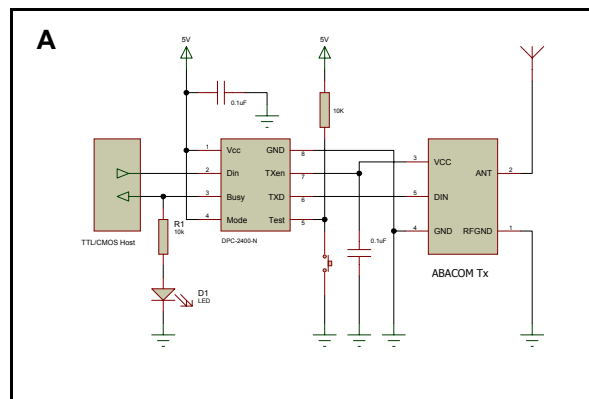 A
5V
5V
0.1uF
10K
1 Vcc GND 8
2 Din TXen 7
3 Busy TXD 6
4 Mode Test 5
DPC-2400-N
TTL/CMOS Host
R1
10k
D1
LED
0.1uF
3 VCC
ANT 2
5 DIN
4 GND RFGND 1
ABACOM Tx